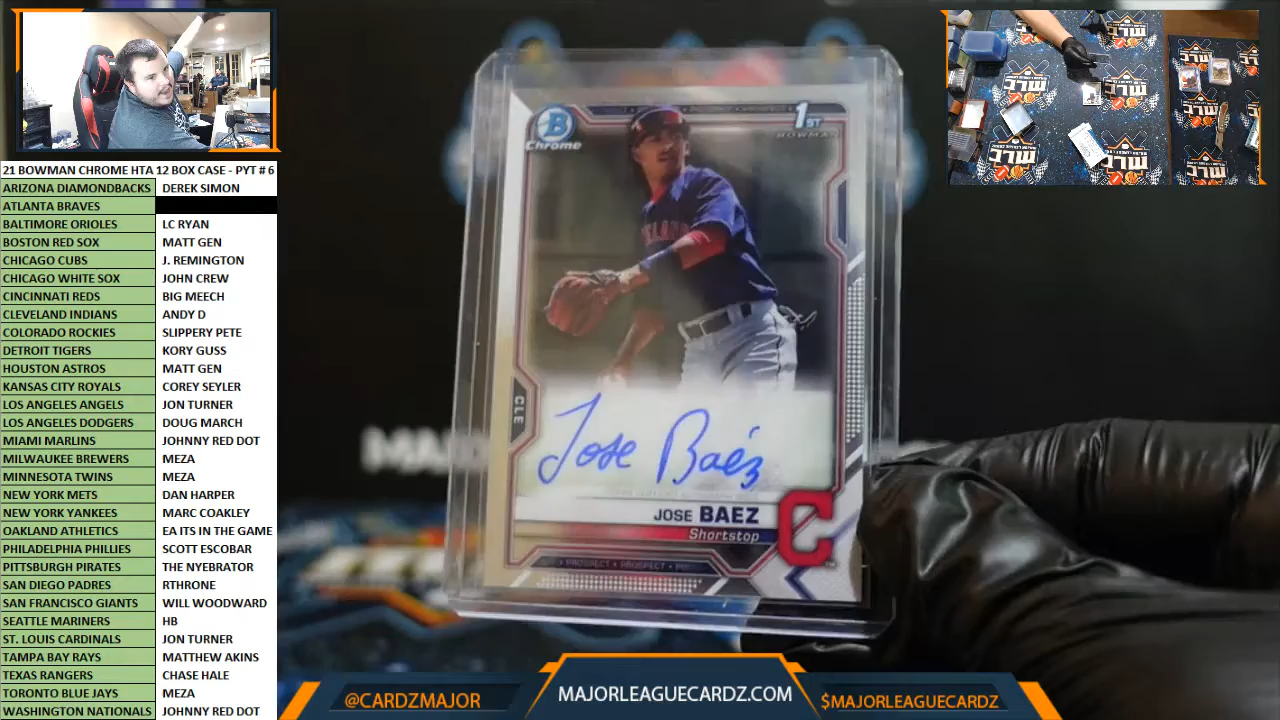 21 BOWMAN CHROME HTA 12 BOX CASE - PYT # 6
ARIZONA DIAMONDBACKS DEREK SIMON
ATLANTA BRAVES
BALTIMORE ORIOLES LC RYAN
BOSTON RED SOX MATT GEN
CHICAGO CUBS J. REMINGTON
CHICAGO WHITE SOX JOHN CREW
CINCINNATI REDS BIG MEECH
CLEVELAND INDIANS ANDY D
COLORADO ROCKIES SLIPPERY PETE
DETROIT TIGERS KORY GUSS
HOUSTON ASTROS MATT GEN
KANSAS CITY ROYALS COREY SEYLER
LOS ANGELES ANGELS JON TURNER
LOS ANGELES DODGERS DOUG MARCH
MIAMI MARLINS JOHNNY RED DOT
MILWAUKEE BREWERS MEZA
MINNESOTA TWINS MEZA
NEW YORK METS DAN HARPER
NEW YORK YANKEES MARC COAKLEY
OAKLAND ATHLETICS EA ITS IN THE GAME
PHILADELPHIA PHILLIES SCOTT ESCOBAR
PITTSBURGH PIRATES THE NYEBRATOR
SAN DIEGO PADRES RTHRONE
SAN FRANCISCO GIANTS WILL WOODWARD
SEATTLE MARINERS HB
ST. LOUIS CARDINALS JON TURNER
TAMPA BAY RAYS MATTHEW AKINS
TEXAS RANGERS CHASE HALE
TORONTO BLUE JAYS MEZA
WASHINGTON NATIONALS JOHNNY RED DOT
B
Chrome
1ST
BOWMAN
CLE
Jose Baéz
JOSE BAEZ
Shortstop
C
PROSPECT • PROSPECT
@CARDZMAJOR
MAJORLEAGUECARDZ.COM
$MAJORLEAGUECARDZ